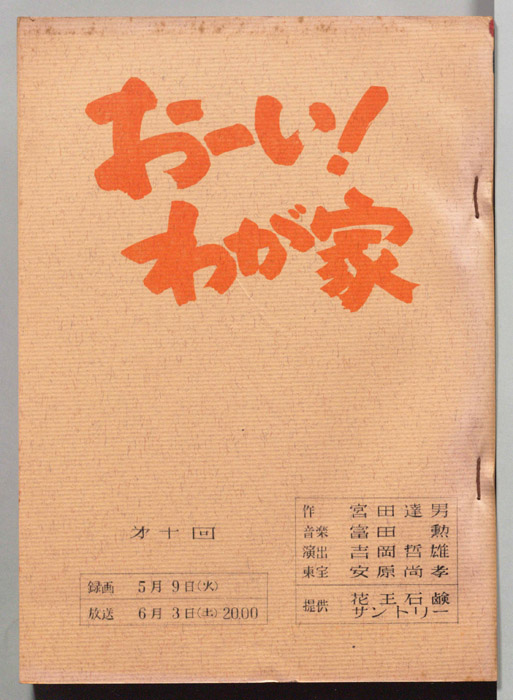 おーい!
わが家
第十回
録画 5月9日(火)
放送 6月3日(土) 20.00
作 宮田達男
音楽 富田 勲
演出 吉岡哲雄
東宝 安原尚孝
提供 花王石鹸
サントリー